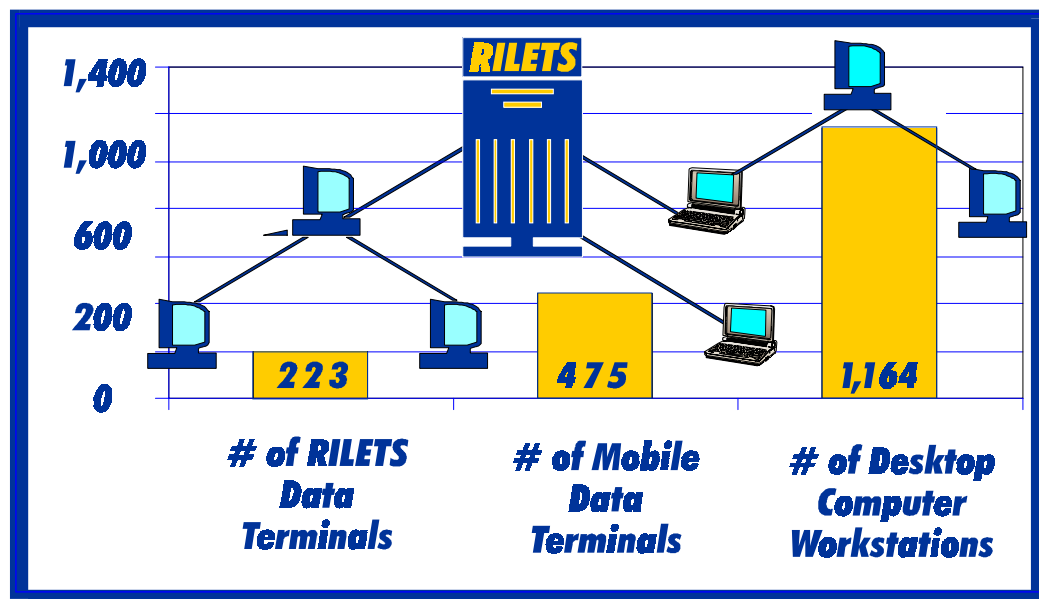 RILETS
1,400
1,000
600
200
0
223
475
1,164
# of RILETS
Data
Terminals
# of Mobile
Data
Terminals
# of Desktop
Computer
Workstations